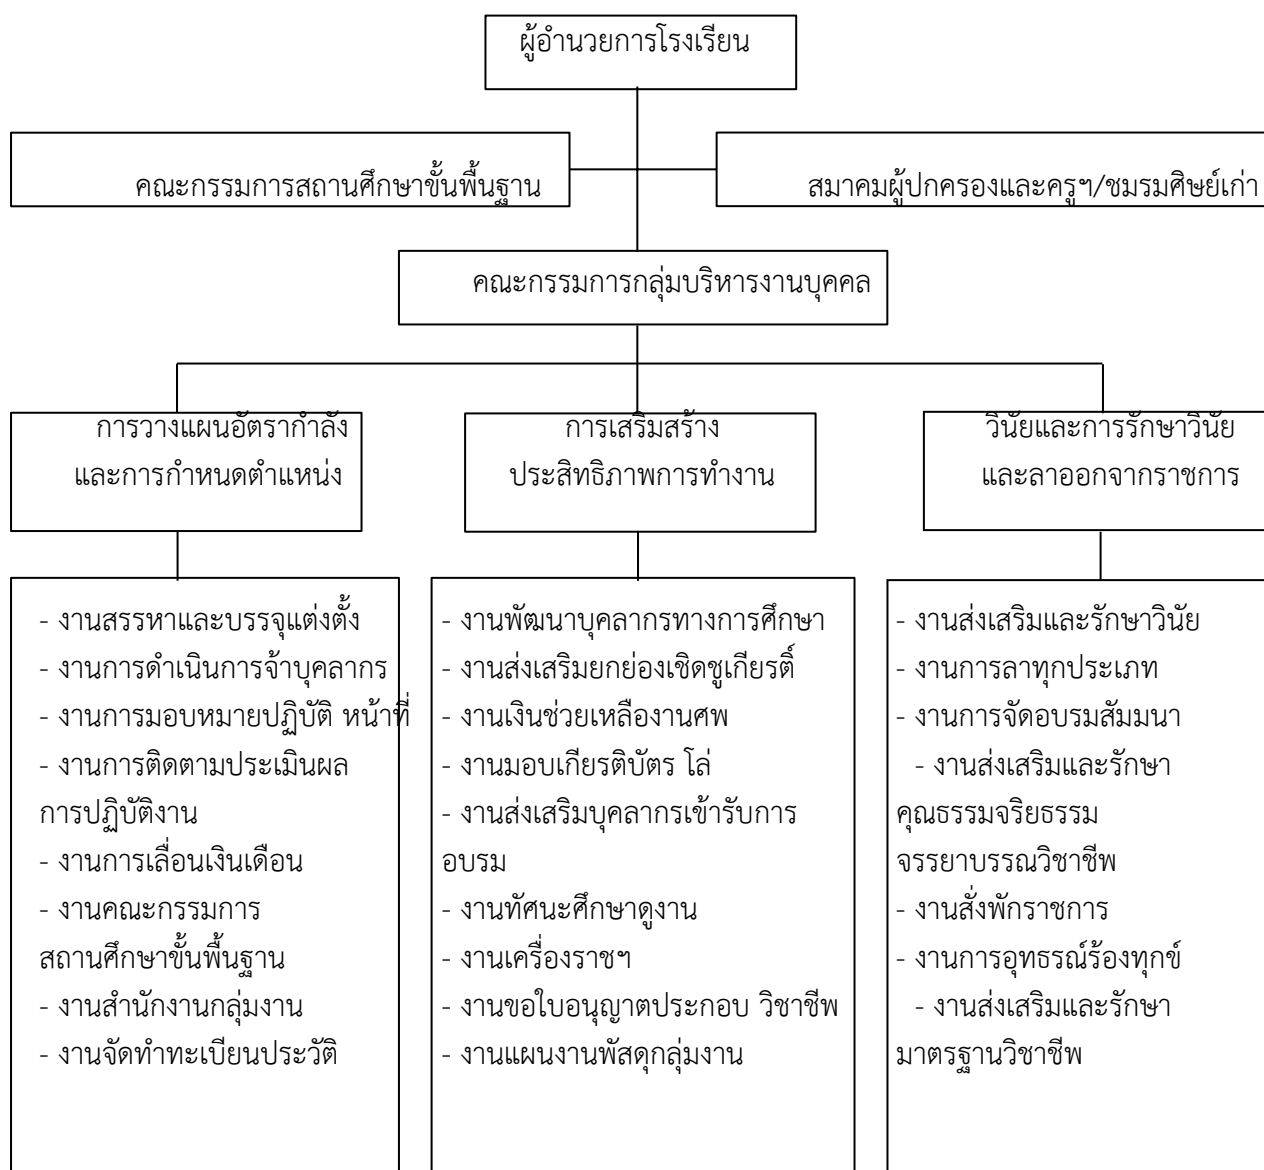 ผู้อำนวยการโรงเรียน
คณะกรรมการสถานศึกษาขั้นพื้นฐาน
สมาคมผู้ปกครองและครูฯ/ชมรมศิษย์เก่า
คณะกรรมการกลุ่มบริหารงานบุคคล
การวางแผนอัตรากำลัง
และการกำหนดตำแหน่ง
การเสริมสร้าง
ประสิทธิภาพการทำงาน
วินัยและการรักษาวินัย
และลาออกจากราชการ
- งานสรรหาและบรรจุแต่งตั้ง
- งานการดำเนินการจ้าบุคลากร
- งานการมอบหมายปฏิบัติ หน้าที่
- งานการติดตามประเมินผล
การปฏิบัติงาน
- งานการเลื่อนเงินเดือน
- งานคณะกรรมการ
สถานศึกษาขั้นพื้นฐาน
- งานสำนักงานกลุ่มงาน
- งานจัดทำทะเบียนประวัติ
- งานพัฒนาบุคลากรทางการศึกษา
- งานส่งเสริมยกย่องเชิดชูเกียรติ์
- งานเงินช่วยเหลืองานศพ
- งานมอบเกียรติบัตร โล่
- งานส่งเสริมบุคลากรเข้ารับการ
อบรม
- งานทัศนะศึกษาดูงาน
- งานเครื่องราชฯ
- งานขอใบอนุญาตประกอบ วิชาชีพ
- งานแผนงานพัสดุกลุ่มงาน
- งานส่งเสริมและรักษาวินัย
- งานการลาทุกประเภท
- งานการจัดอบรมสัมมนา
- งานส่งเสริมและรักษา
คุณธรรมจริยธรรม
จรรยาบรรณวิชาชีพ
- งานสั่งพักราชการ
- งานการอุทธรณ์ร้องทุกข์
- งานส่งเสริมและรักษา
มาตรฐานวิชาชีพ